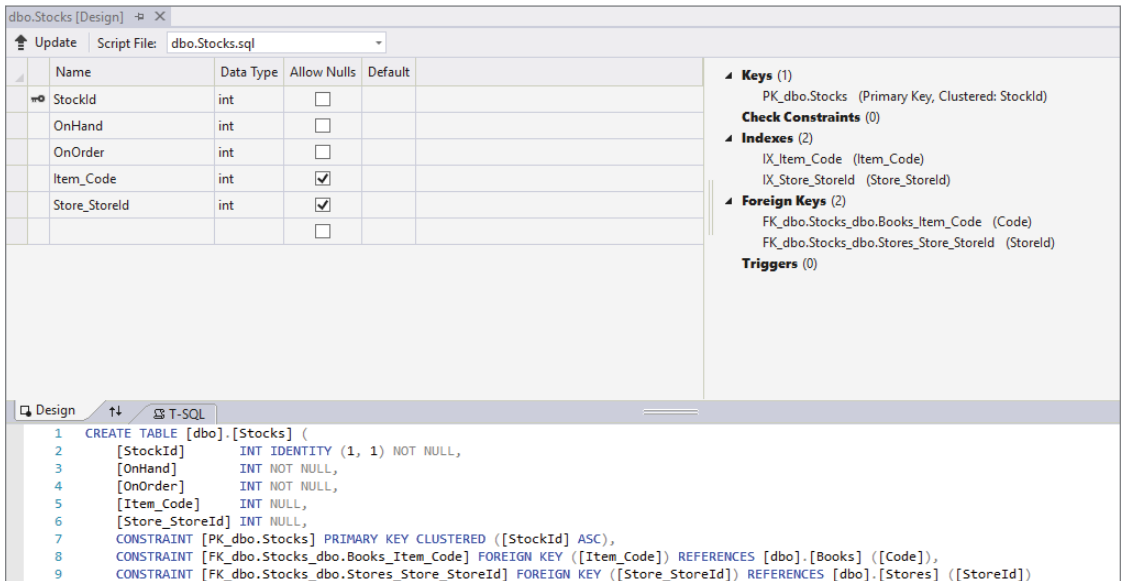 dbo.Stocks [Design]
Update Script File: dbo.Stocks.sql
Name Data Type Allow Nulls Default
StockId int
OnHand int
OnOrder int
Item_Code int
Store_StoreId int
Keys (1)
PK_dbo.Stocks (Primary Key, Clustered: StockId)
Check Constraints (0)
Indexes (2)
IX_Item_Code (Item_Code)
IX_Store_StoreId (Store_StoreId)
Foreign Keys (2)
FK_dbo.Stocks_dbo.Books_Item_Code (Code)
FK_dbo.Stocks_dbo.Stores_Store_StoreId (StoreId)
Triggers (0)
Design T-SQL
1 CREATE TABLE [dbo].[Stocks] (
2 [StockId] INT IDENTITY (1, 1) NOT NULL,
3 [OnHand] INT NOT NULL,
4 [OnOrder] INT NOT NULL,
5 [Item_Code] INT NULL,
6 [Store_StoreId] INT NULL,
7 CONSTRAINT [PK_dbo.Stocks] PRIMARY KEY CLUSTERED ([StockId] ASC),
8 CONSTRAINT [FK_dbo.Stocks_dbo.Books_Item_Code] FOREIGN KEY ([Item_Code]) REFERENCES [dbo].[Books] ([Code]),
9 CONSTRAINT [FK_dbo.Stocks_dbo.Stores_Store_StoreId] FOREIGN KEY ([Store_StoreId]) REFERENCES [dbo].[Stores] ([StoreId])